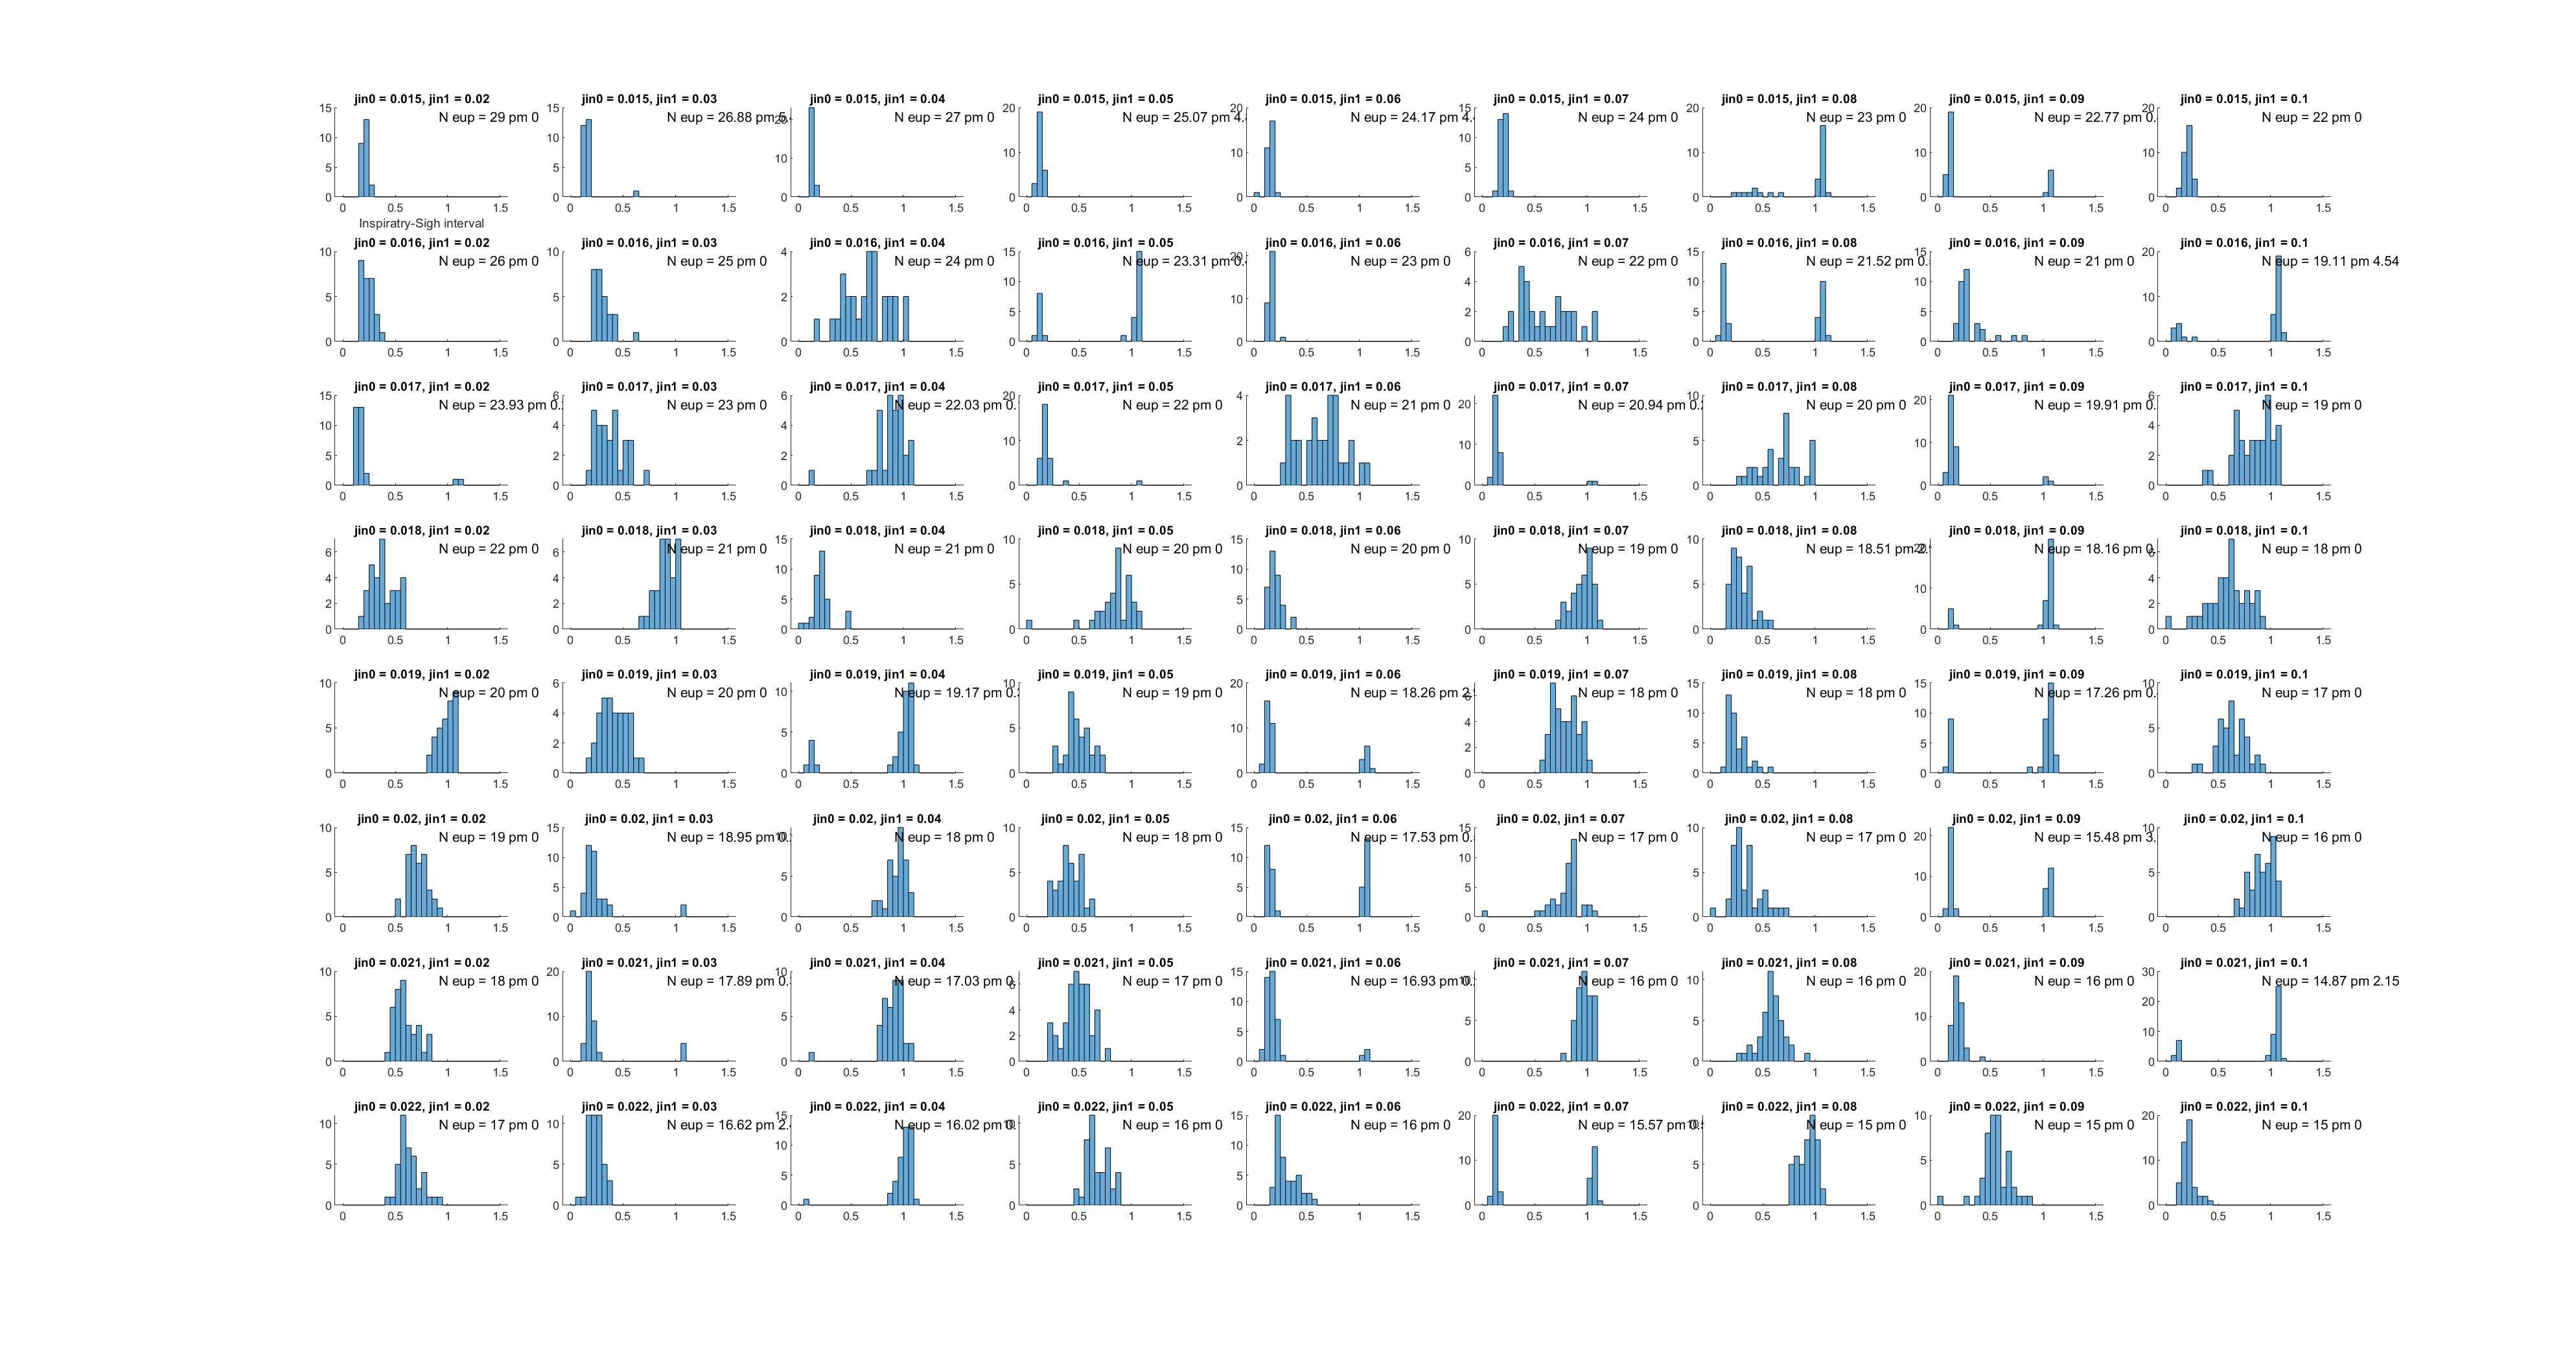 jin0 = 0.015, jin1 = 0.02
N eup = 29 pm 0
jin0 = 0.015, jin1 = 0.03
N eup = 26.88 pm 5.
jin0 = 0.015, jin1 = 0.04
N eup = 27 pm 0
jin0 = 0.015, jin1 = 0.05
N eup = 25.07 pm 4.
jin0 = 0.015, jin1 = 0.06
N eup = 24.17 pm 4.
jin0 = 0.015, jin1 = 0.07
N eup = 24 pm 0
jin0 = 0.015, jin1 = 0.08
N eup = 23 pm 0
jin0 = 0.015, jin1 = 0.09
N eup = 22.77 pm 0.
jin0 = 0.015, jin1 = 0.1
N eup = 22 pm 0
Inspiratry-Sigh interval
jin0 = 0.016, jin1 = 0.02
N eup = 26 pm 0
jin0 = 0.016, jin1 = 0.03
N eup = 25 pm 0
jin0 = 0.016, jin1 = 0.04
N eup = 24 pm 0
jin0 = 0.016, jin1 = 0.05
N eup = 23.31 pm 0.
jin0 = 0.016, jin1 = 0.06
N eup = 23 pm 0
jin0 = 0.016, jin1 = 0.07
N eup = 22 pm 0
jin0 = 0.016, jin1 = 0.08
N eup = 21.52 pm 0.
jin0 = 0.016, jin1 = 0.09
N eup = 21 pm 0
jin0 = 0.016, jin1 = 0.1
N eup = 19.11 pm 4.54
jin0 = 0.017, jin1 = 0.02
N eup = 23.93 pm 0.
jin0 = 0.017, jin1 = 0.03
N eup = 23 pm 0
jin0 = 0.017, jin1 = 0.04
N eup = 22.03 pm 0.
jin0 = 0.017, jin1 = 0.05
N eup = 22 pm 0
jin0 = 0.017, jin1 = 0.06
N eup = 21 pm 0
jin0 = 0.017, jin1 = 0.07
N eup = 20.94 pm 0.
jin0 = 0.017, jin1 = 0.08
N eup = 20 pm 0
jin0 = 0.017, jin1 = 0.09
N eup = 19.91 pm 0.
jin0 = 0.017, jin1 = 0.1
N eup = 19 pm 0
jin0 = 0.018, jin1 = 0.02
N eup = 22 pm 0
jin0 = 0.018, jin1 = 0.03
N eup = 21 pm 0
jin0 = 0.018, jin1 = 0.04
N eup = 21 pm 0
jin0 = 0.018, jin1 = 0.05
N eup = 20 pm 0
jin0 = 0.018, jin1 = 0.06
N eup = 20 pm 0
jin0 = 0.018, jin1 = 0.07
N eup = 19 pm 0
jin0 = 0.018, jin1 = 0.08
N eup = 18.51 pm 2.
jin0 = 0.018, jin1 = 0.09
N eup = 18.16 pm 0.
jin0 = 0.018, jin1 = 0.1
N eup = 18 pm 0
jin0 = 0.019, jin1 = 0.02
N eup = 20 pm 0
jin0 = 0.019, jin1 = 0.03
N eup = 20 pm 0
jin0 = 0.019, jin1 = 0.04
N eup = 19.17 pm 0.
jin0 = 0.019, jin1 = 0.05
N eup = 19 pm 0
jin0 = 0.019, jin1 = 0.06
N eup = 18.26 pm 2.
jin0 = 0.019, jin1 = 0.07
N eup = 18 pm 0
jin0 = 0.019, jin1 = 0.08
N eup = 18 pm 0
jin0 = 0.019, jin1 = 0.09
N eup = 17.26 pm 0.
jin0 = 0.019, jin1 = 0.1
N eup = 17 pm 0
jin0 = 0.02, jin1 = 0.02
N eup = 19 pm 0
jin0 = 0.02, jin1 = 0.03
N eup = 18.95 pm 0.
jin0 = 0.02, jin1 = 0.04
N eup = 18 pm 0
jin0 = 0.02, jin1 = 0.05
N eup = 18 pm 0
jin0 = 0.02, jin1 = 0.06
N eup = 17.53 pm 0.
jin0 = 0.02, jin1 = 0.07
N eup = 17 pm 0
jin0 = 0.02, jin1 = 0.08
N eup = 17 pm 0
jin0 = 0.02, jin1 = 0.09
N eup = 15.48 pm 3.
jin0 = 0.02, jin1 = 0.1
N eup = 16 pm 0
jin0 = 0.021, jin1 = 0.02
N eup = 18 pm 0
jin0 = 0.021, jin1 = 0.03
N eup = 17.89 pm 0.
jin0 = 0.021, jin1 = 0.04
N eup = 17.03 pm 0
jin0 = 0.021, jin1 = 0.05
N eup = 17 pm 0
jin0 = 0.021, jin1 = 0.06
N eup = 16.93 pm 0.
jin0 = 0.021, jin1 = 0.07
N eup = 16 pm 0
jin0 = 0.021, jin1 = 0.08
N eup = 16 pm 0
jin0 = 0.021, jin1 = 0.09
N eup = 16 pm 0
jin0 = 0.021, jin1 = 0.1
N eup = 14.87 pm 2.15
jin0 = 0.022, jin1 = 0.02
N eup = 17 pm 0
jin0 = 0.022, jin1 = 0.03
N eup = 16.62 pm 2.
jin0 = 0.022, jin1 = 0.04
N eup = 16.02 pm 0
jin0 = 0.022, jin1 = 0.05
N eup = 16 pm 0
jin0 = 0.022, jin1 = 0.06
N eup = 16 pm 0
jin0 = 0.022, jin1 = 0.07
N eup = 15.57 pm 0.
jin0 = 0.022, jin1 = 0.08
N eup = 15 pm 0
jin0 = 0.022, jin1 = 0.09
N eup = 15 pm 0
jin0 = 0.022, jin1 = 0.1
N eup = 15 pm 0